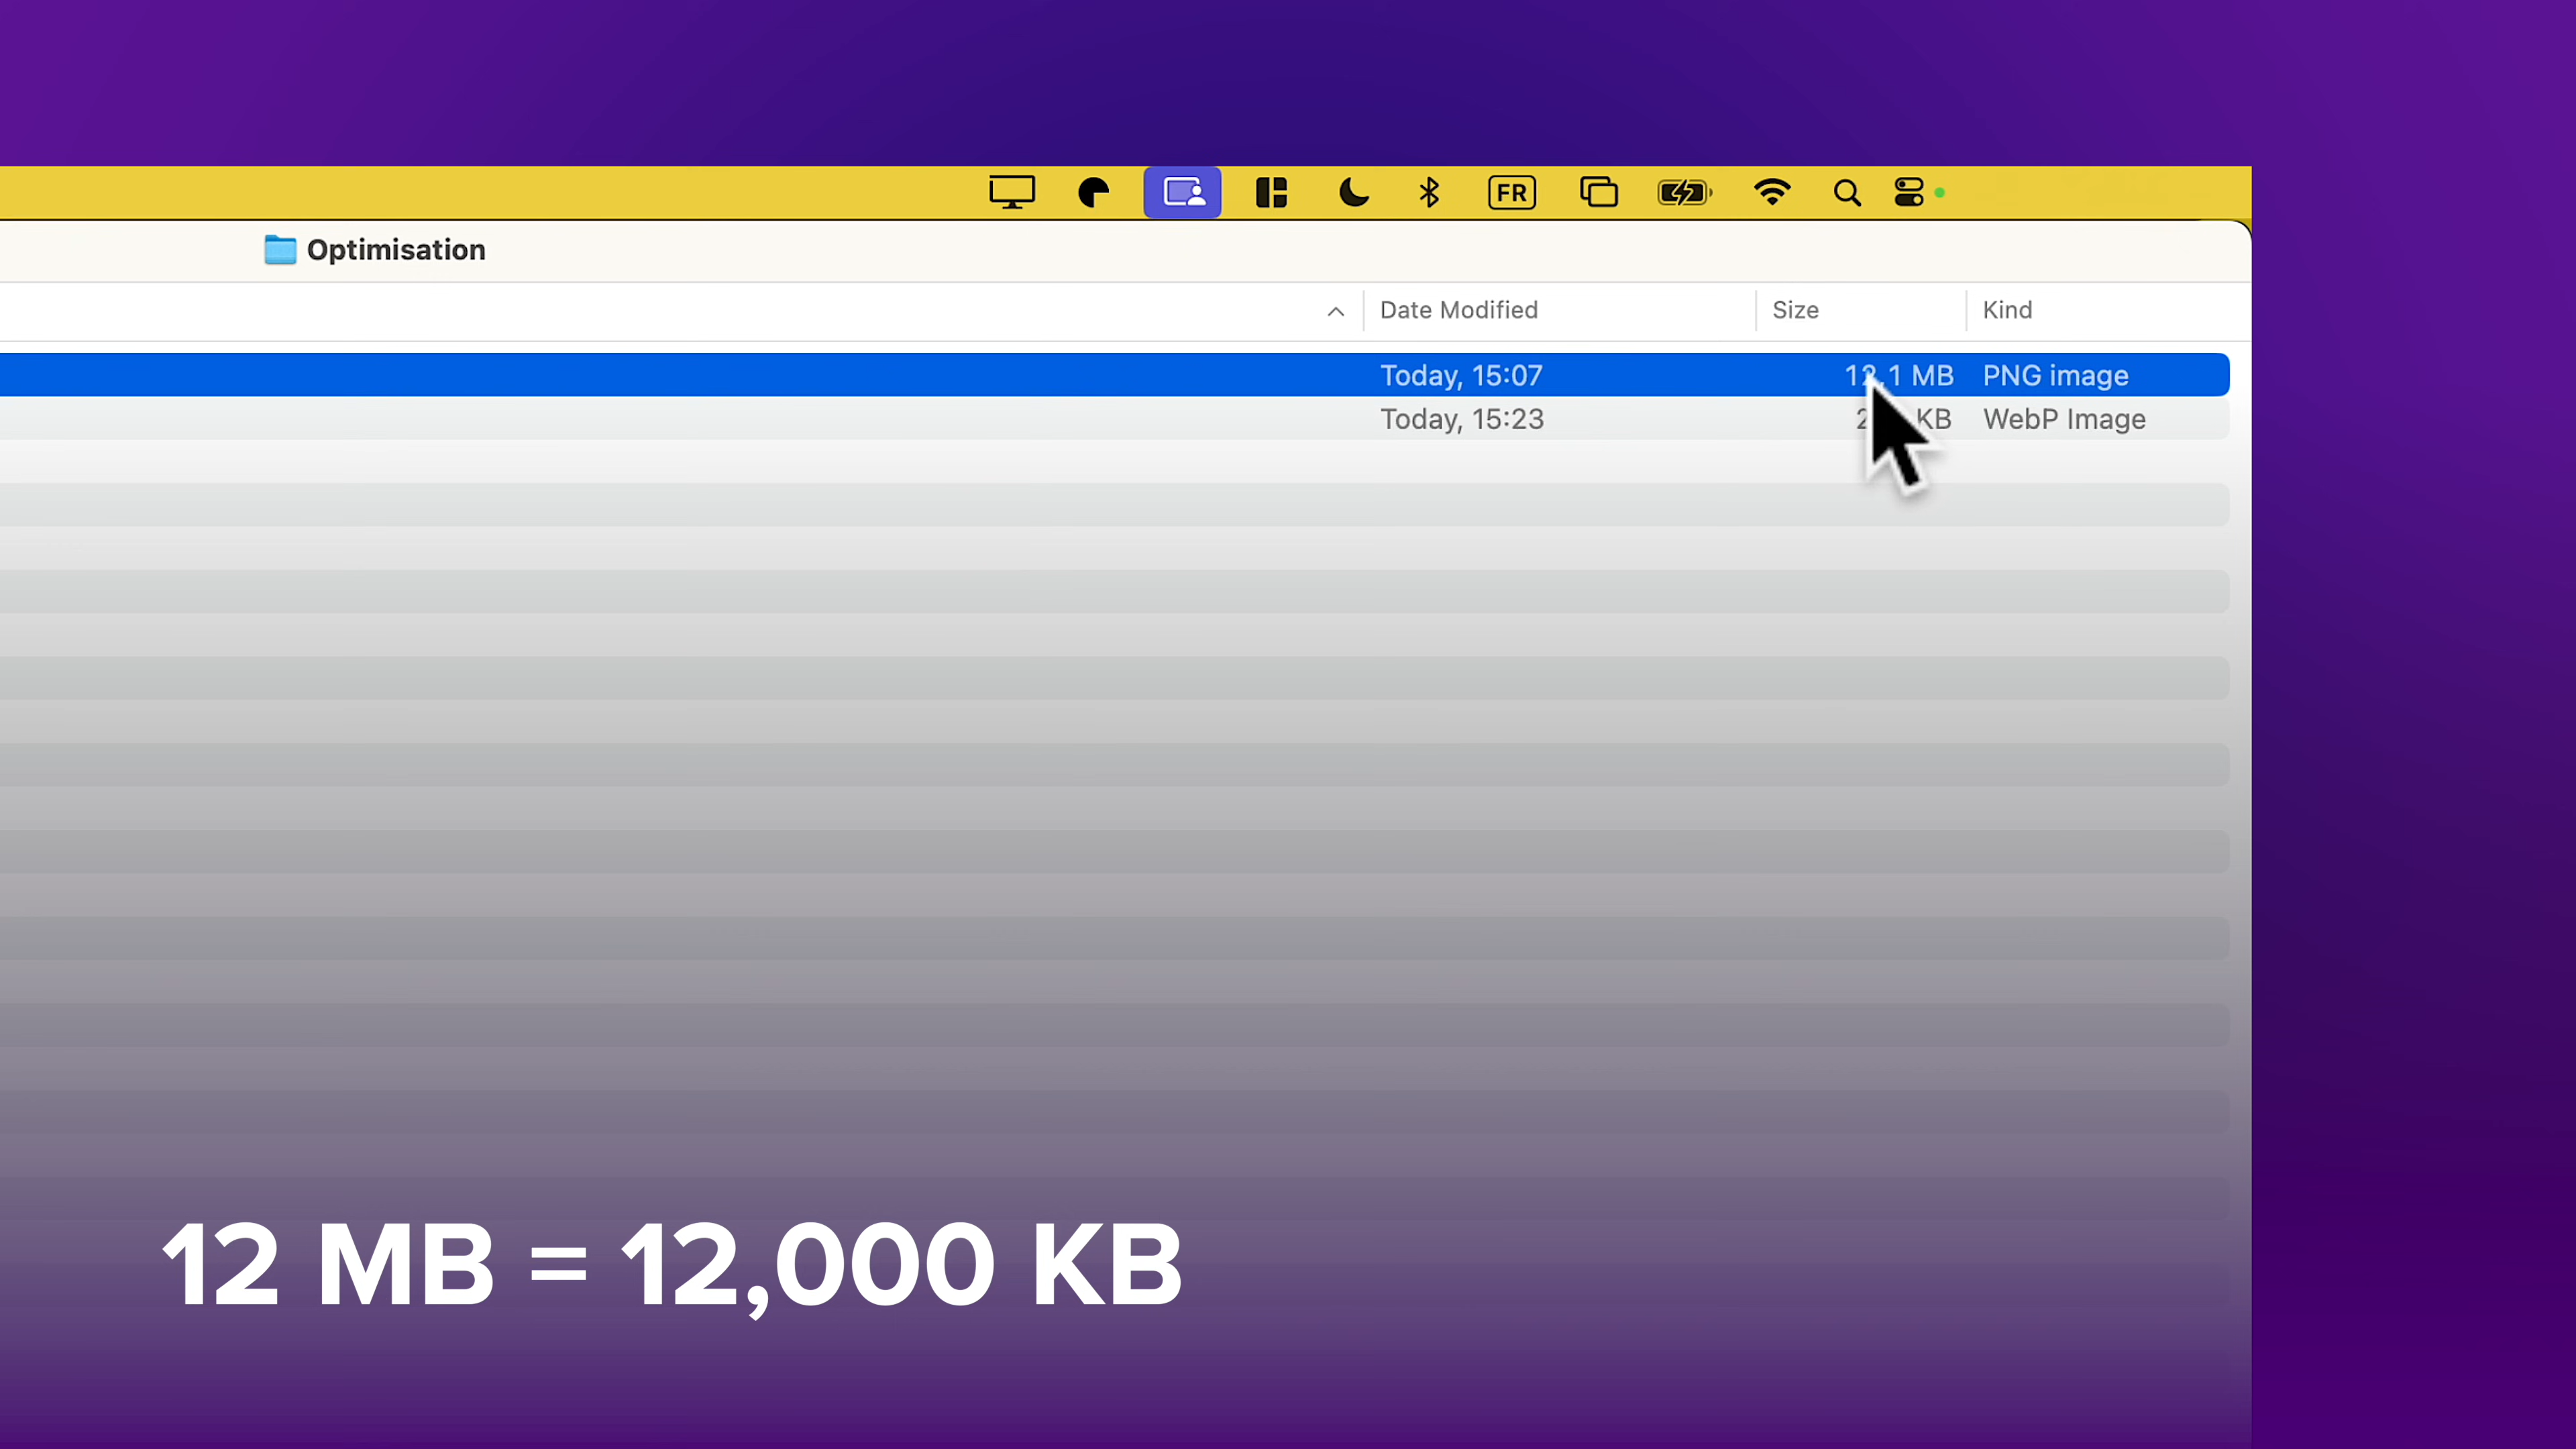 FR
Optimisation
Date Modified Size Kind
Today, 15:07 MB PNG image
Today, 15:23 KB WebP Image
12 MB = 12,000 KB